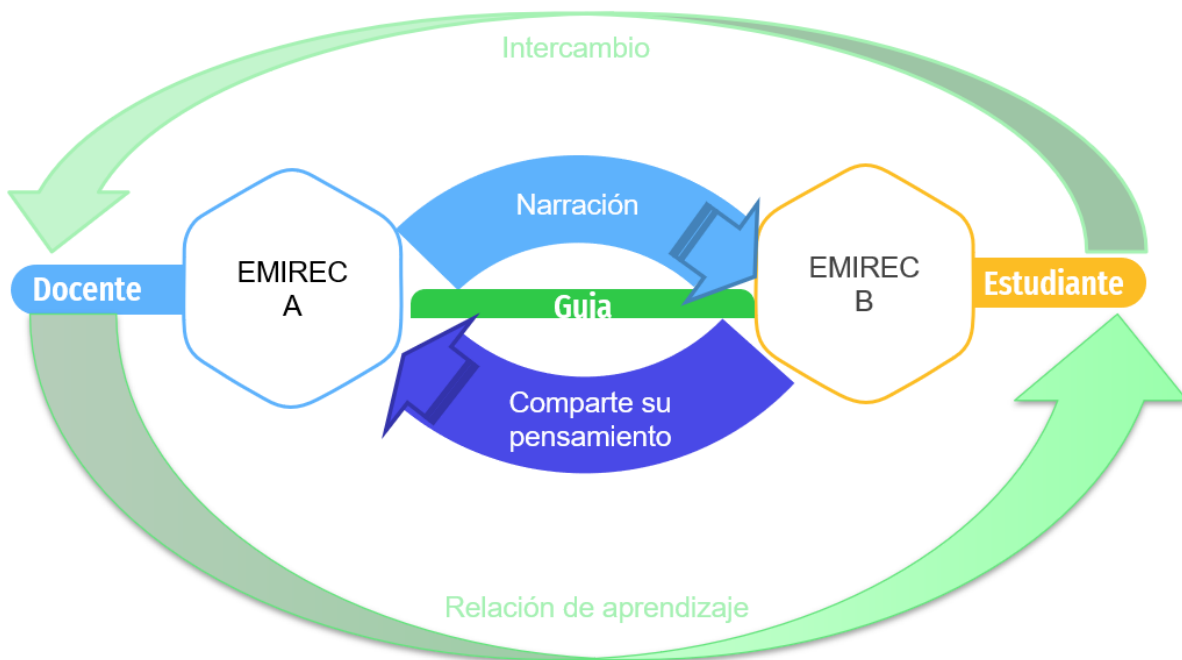 Intercambio
Narración
Docente
EMIREC
A
Guia
EMIREC
B
Estudiante
Comparte su
pensamiento
Relación de aprendizaje